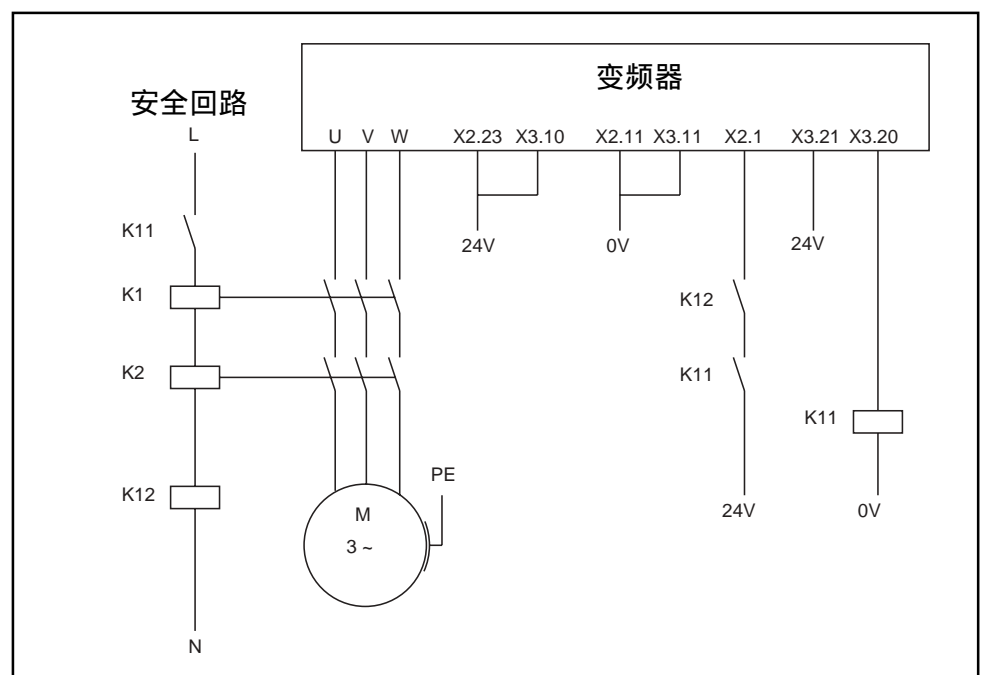 变频器
安全回路
L
U V W X2.23 X3.10 X2.11 X3.11 X2.1 X3.21 X3.20
K11
24V 0V 24V
K1
K12
K2
K11
K11
PE
K12
24V 0V
M
3 ~
N